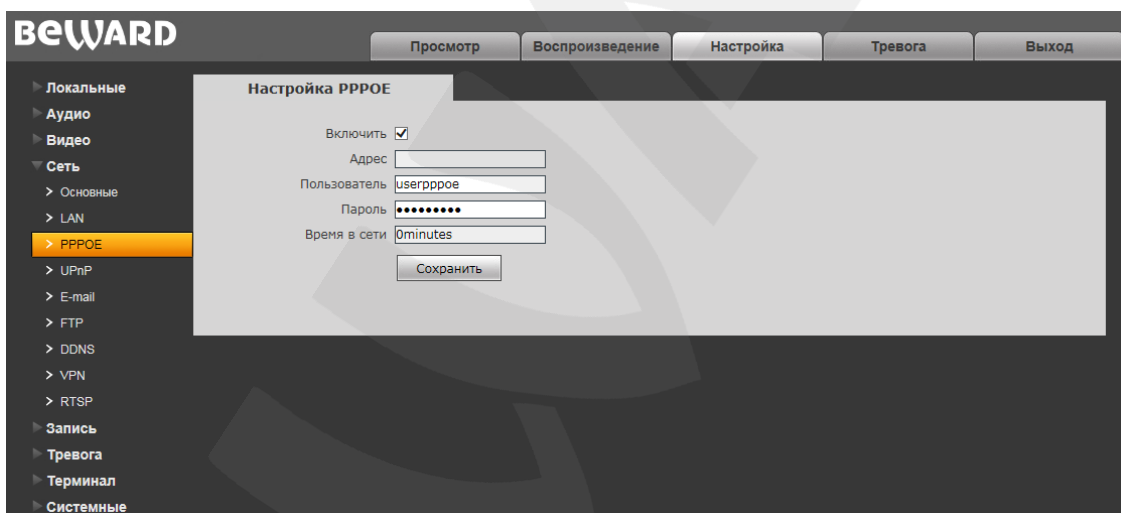 BEWARD
Просмотр Воспроизведение Настройка Тревога Выход
Локальные
Аудио
Видео
Сеть
Основные
LAN
PPPOE
UPnP
E-mail
FTP
DDNS
VPN
RTSP
Запись
Тревога
Терминал
Системные
Настройка PPPOE
Включить
Адрес
Пользователь userpppoe
Пароль •••••••••
Время в сети 0minutes
Сохранить